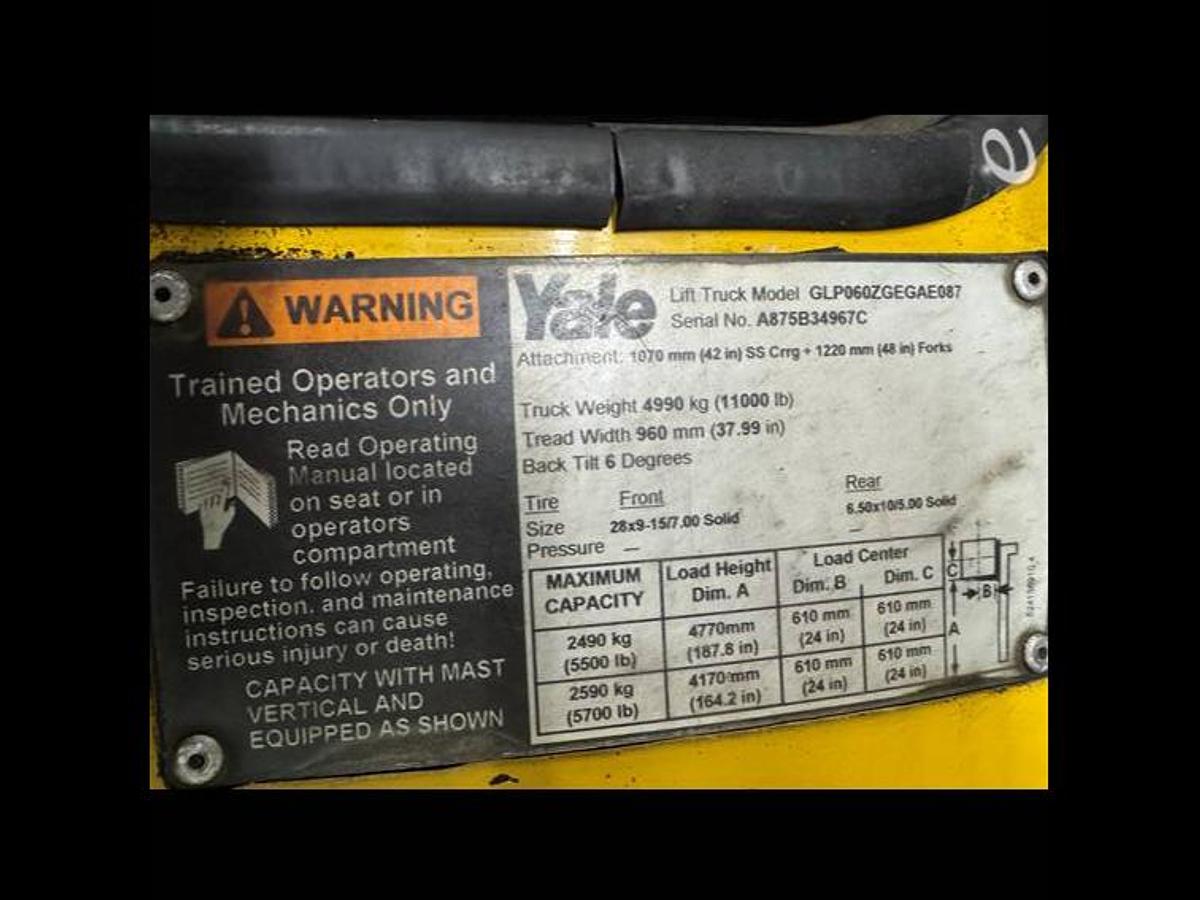 e
WARNING
Trained Operators and
Mechanics Only
Read Operating
Manual located
on seat or in
operators
compartment
Failure to follow operating,
inspection. and maintenance
instructions can cause
serious injury or death!
CAPACITY WITH MAST
VERTICAL AND
EQUIPPED AS SHOWN
Yale
Lift Truck Model GLP060ZGEGAE087
Serial No. A875B34967C
Attachment: 1070 mm (42 in) SS Crrg + 1220 mm (48 in) Forks
Truck Weight 4990 kg (11000 lb)
Tread Width 960 mm (37.99 in)
Back Tilt 6 Degrees
Tire Front Rear
Size 28x9-15/7.00 Solid 6.50x10/5.00 Solid
Pressure — —
MAXIMUM CAPACITY Load Height Dim. A Load Center Dim. B Dim. C
2490 kg 4770mm 610 mm 610 mm
(5500 lb) (187.8 in) (24 in) (24 in)
2590 kg 4170 mm 610 mm 610 mm
(5700 lb) (164.2 in) (24 in) (24 in)
C
B
A